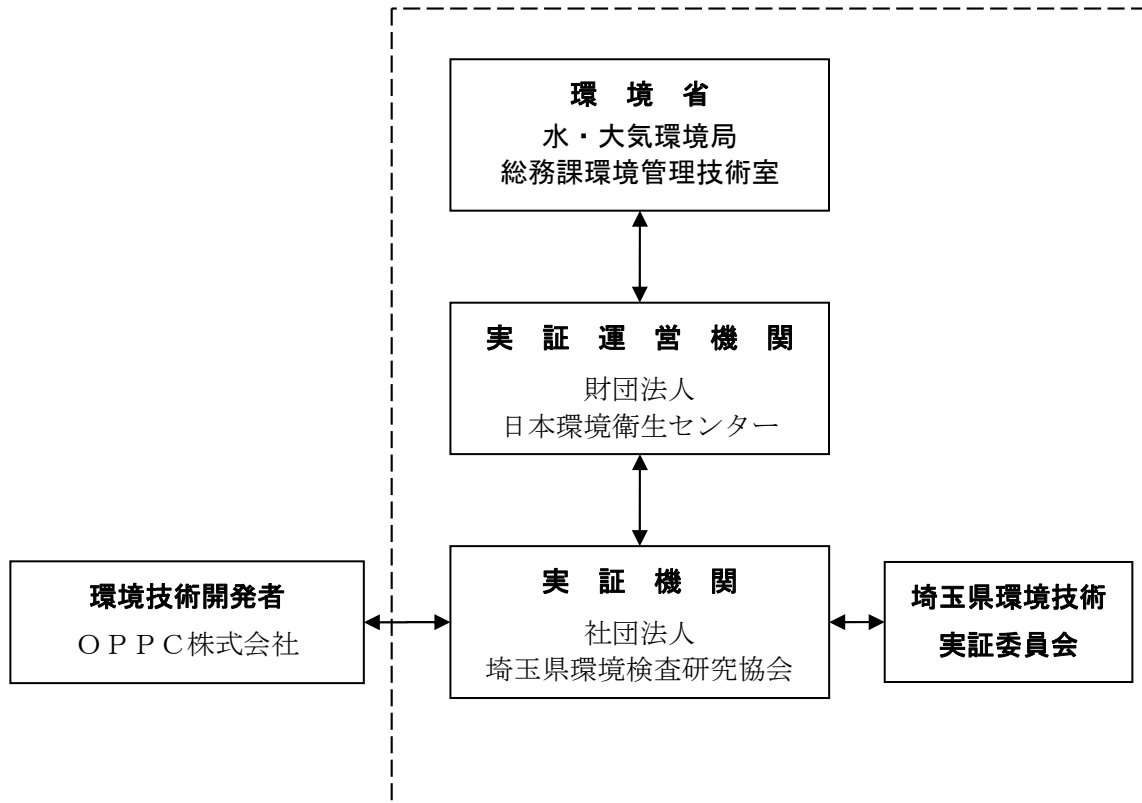 環 境 省
水・大気環境局
総務課環境管理技術室
実 証 運 営 機 関
財団法人
日本環境衛生センター
環境技術開発者
ＯＰＰＣ株式会社
実 証 機 関
社団法人
埼玉県環境検査研究協会
埼玉県環境技術
実証委員会